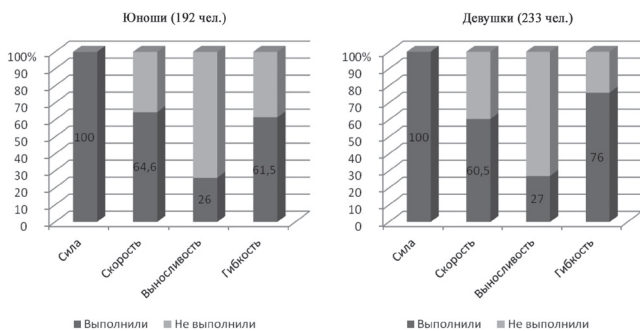 Юноши (192 чел.)
100%
90
80
70
60
50
40
30
20
10
0
100
64,6
26
61,5
Сила
Скорость
Выносливость
Гибкость
Выполнили
Не выполнили
Девушки (233 чел.)
100%
90
80
70
60
50
40
30
20
10
0
100
60,5
27
76
Сила
Скорость
Выносливость
Гибкость
Выполнили
Не выполнили